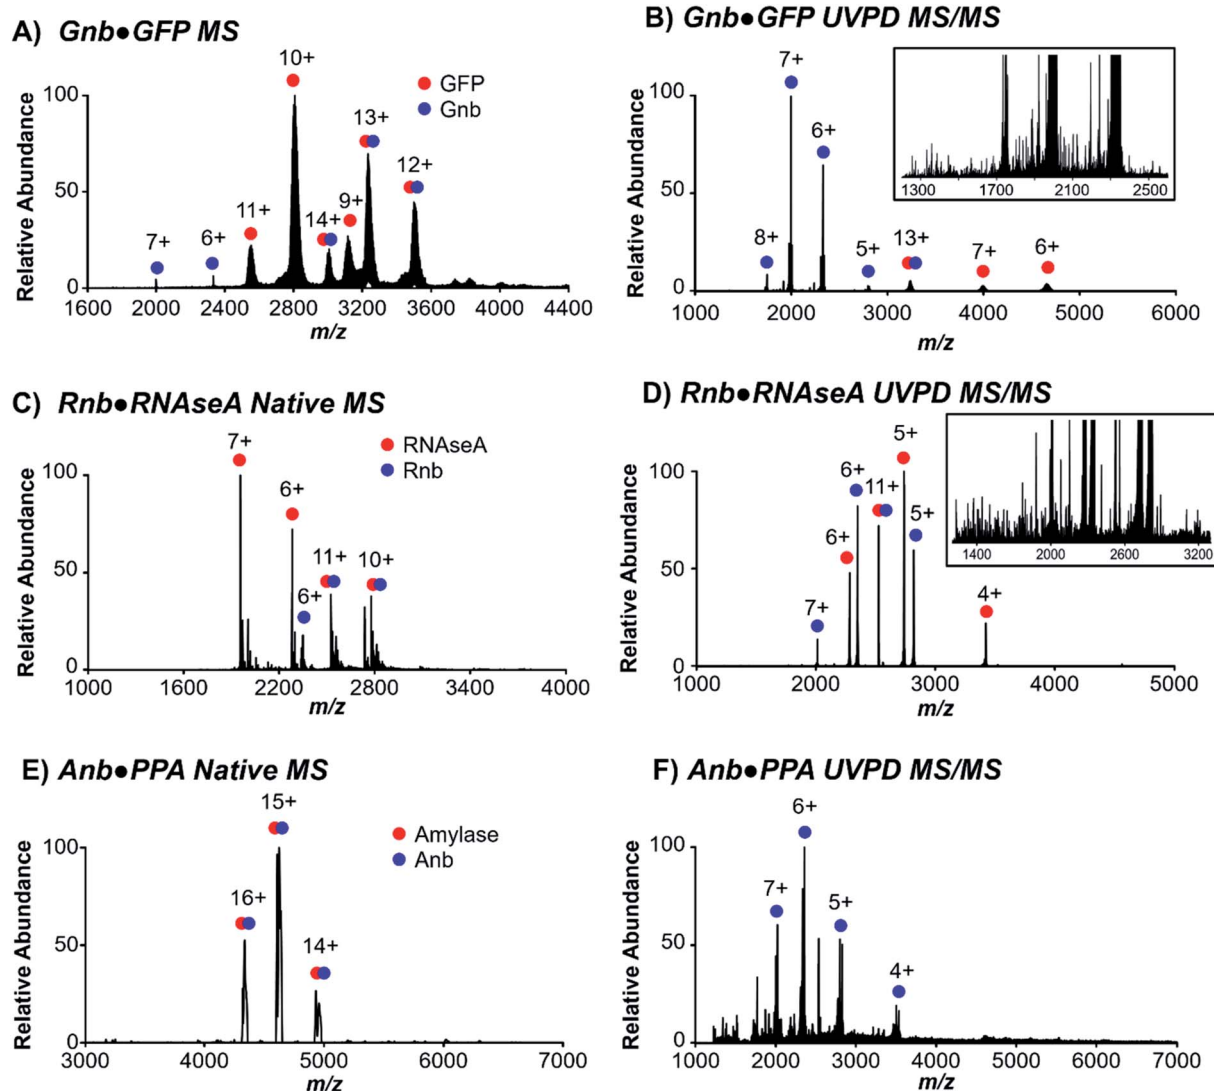 A) Gnb●GFP MS
10+
GFP
Gnb
100
13+
12+
11+
14+
9+
7+
6+
50
0
Relative Abundance
1600 2000 2400 2800 3200 3600 4000 4400
m/z
B) Gnb●GFP UVPD MS/MS
7+
100
6+
50
8+
5+
13+
7+
6+
0
Relative Abundance
1300 1700 2100 2500
1000 2000 3000 4000 5000 6000
m/z
C) Rnb●RNAseA Native MS
7+
RNAseA
Rnb
100
6+
11+
10+
6+
50
0
Relative Abundance
1000 1600 2200 2800 3400 4000
m/z
D) Rnb●RNAseA UVPD MS/MS
5+
100
6+
11+
5+
6+
50
7+
4+
0
Relative Abundance
1400 2000 2600 3200
1000 2000 3000 4000 5000
m/z
E) Anb●PPA Native MS
15+
Amylase
Anb
100
16+
14+
50
0
Relative Abundance
3000 4000 5000 6000 7000
m/z
F) Anb●PPA UVPD MS/MS
6+
100
7+
5+
50
4+
0
Relative Abundance
1000 2000 3000 4000 5000 6000 7000
m/z